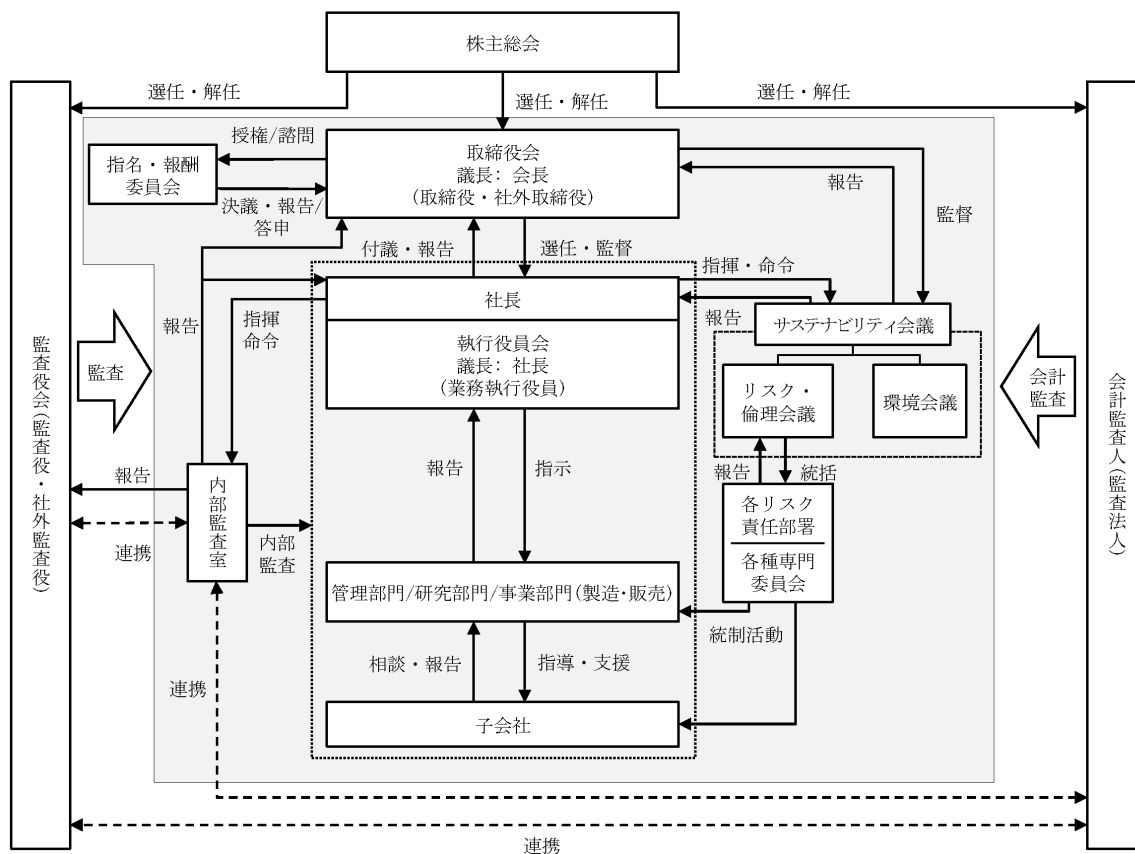 株主総会
選任・解任
選任・解任
選任・解任
授権/諮問
指名・報酬
委員会
決議・報告/
答申
取締役会
議長: 会長
(取締役・社外取締役)
報告
監督
付議・報告
選任・監督
指揮・命令
社長
報告
サステナビリティ会議
報告
指揮
命令
執行役員会
議長: 社長
(業務執行役員)
リスク・
倫理会議
環境会議
監査
会計
監査
監査役会(監査役・社外監査役)
会計監査人(監査法人)
報告
指示
報告
統括
報告
内部監査室
連携
内部
監査
各リスク
責任部署
各種専門
委員会
管理部門/研究部門/事業部門(製造・販売)
統制活動
相談・報告
指導・支援
連携
子会社
連携